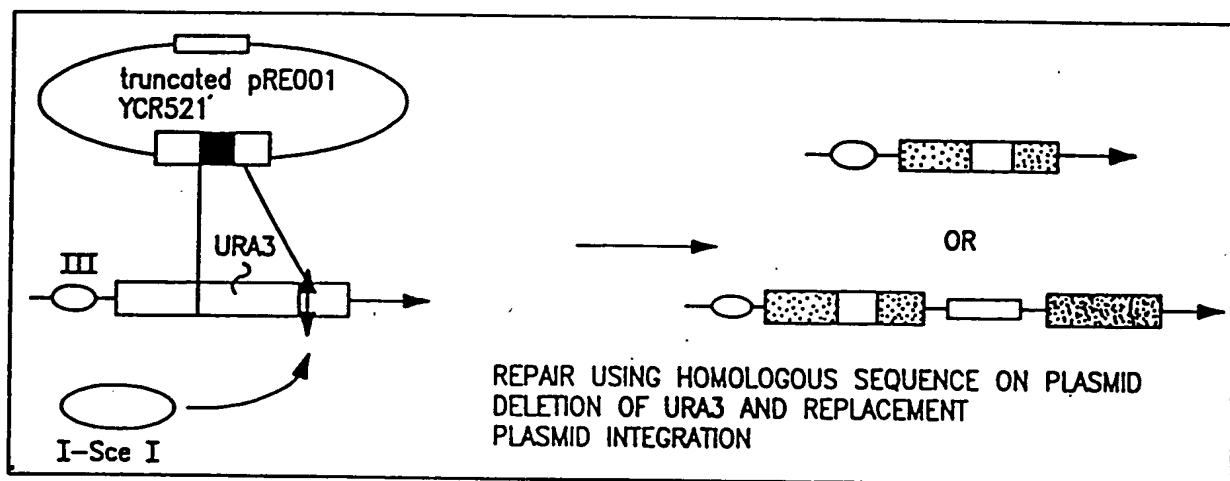 truncated pRE001
YCR521'
URA3
III
I-Sce I
OR
REPAIR USING HOMOLOGOUS SEQUENCE ON PLASMID
DELETION OF URA3 AND REPLACEMENT
PLASMID INTEGRATION